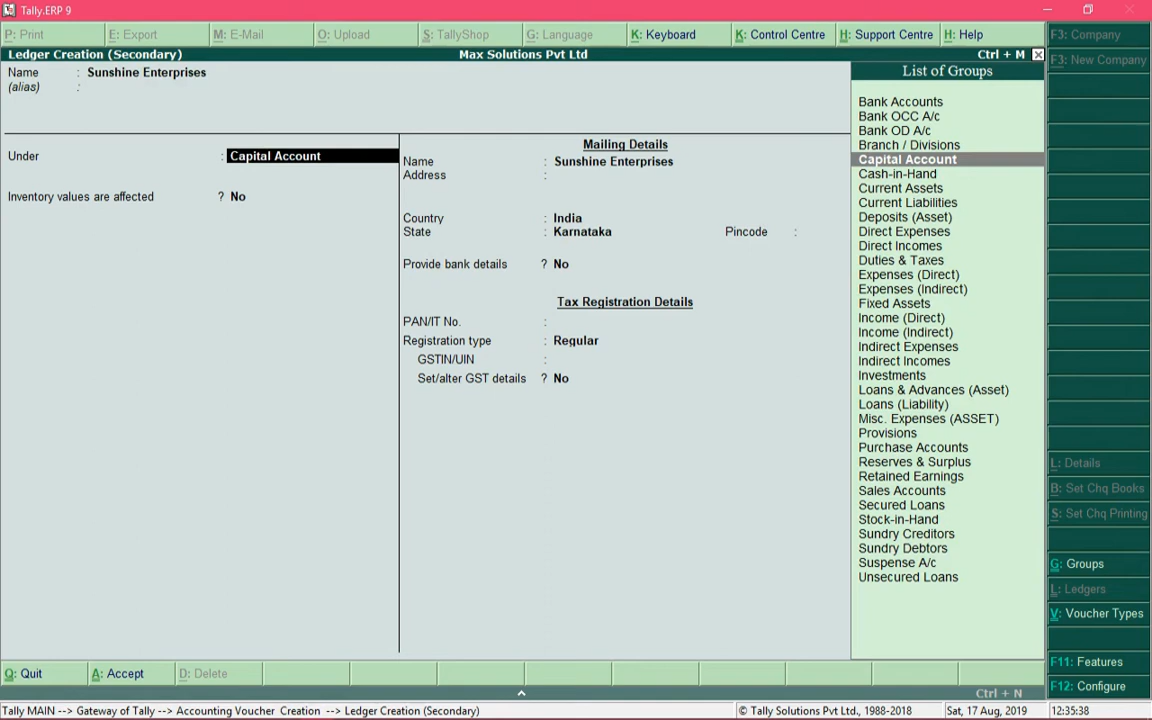 Tally.ERP 9
P: Print E: Export M: E-Mail O: Upload S: TallyShop G: Language K: Keyboard K: Control Centre H: Support Centre H: Help
F3: Company
Ledger Creation (Secondary) Max Solutions Pvt Ltd Ctrl + M
F3: New Company
Name : Sunshine Enterprises
(alias) :
List of Groups
Under : Capital Account
Inventory values are affected ? No
Mailing Details
Name : Sunshine Enterprises
Address :
Country : India
State : Karnataka Pincode :
Provide bank details ? No
Tax Registration Details
PAN/IT No. :
Registration type : Regular
GSTIN/UIN :
Set/alter GST details ? No
Bank Accounts
Bank OCC A/c
Bank OD A/c
Branch / Divisions
Capital Account
Cash-in-Hand
Current Assets
Current Liabilities
Deposits (Asset)
Direct Expenses
Direct Incomes
Duties & Taxes
Expenses (Direct)
Expenses (Indirect)
Fixed Assets
Income (Direct)
Income (Indirect)
Indirect Expenses
Indirect Incomes
Investments
Loans & Advances (Asset)
Loans (Liability)
Misc. Expenses (ASSET)
Provisions
Purchase Accounts
Reserves & Surplus
Retained Earnings
Sales Accounts
Secured Loans
Stock-in-Hand
Sundry Creditors
Sundry Debtors
Suspense A/c
Unsecured Loans
L: Details
B: Set Chq Books
S: Set Chq Printing
G: Groups
L: Ledgers
V: Voucher Types
F11: Features
F12: Configure
Q: Quit A: Accept D: Delete
Ctrl + N
Tally MAIN --> Gateway of Tally --> Accounting Voucher Creation --> Ledger Creation (Secondary) © Tally Solutions Pvt Ltd., 1988-2018 Sat, 17 Aug, 2019 12:35:38